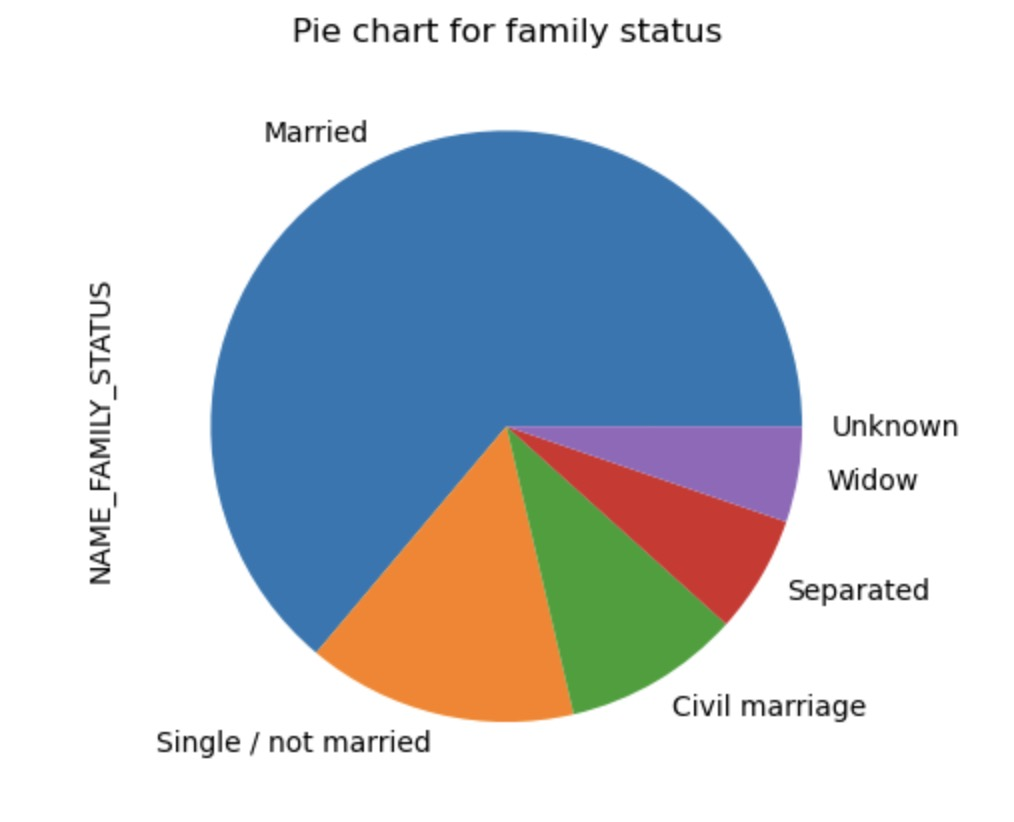 Pie chart for family status
Married
NAME_FAMILY_STATUS
Unknown
Widow
Separated
Civil marriage
Single / not married